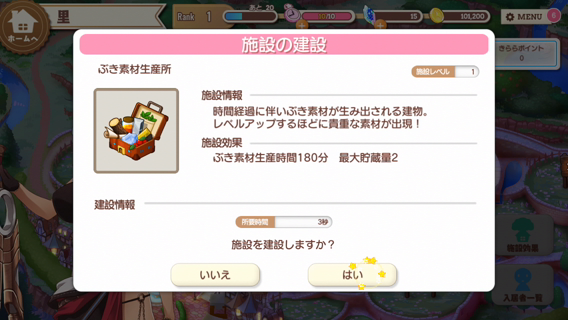 里
Rank 1
あと 20
0/10
15
101,200
MENU
ホームへ
きららポイント
0
施設の建設
ぶき素材生産所
施設レベル 1
施設情報
時間経過に伴いぶき素材が生み出される建物。
レベルアップするほどに貴重な素材が出現！
施設効果
ぶき素材生産時間180分 最大貯蔵量2
建設情報
所要時間 3秒
施設を建設しますか？
いいえ
はい
施設効果
入居者一覧